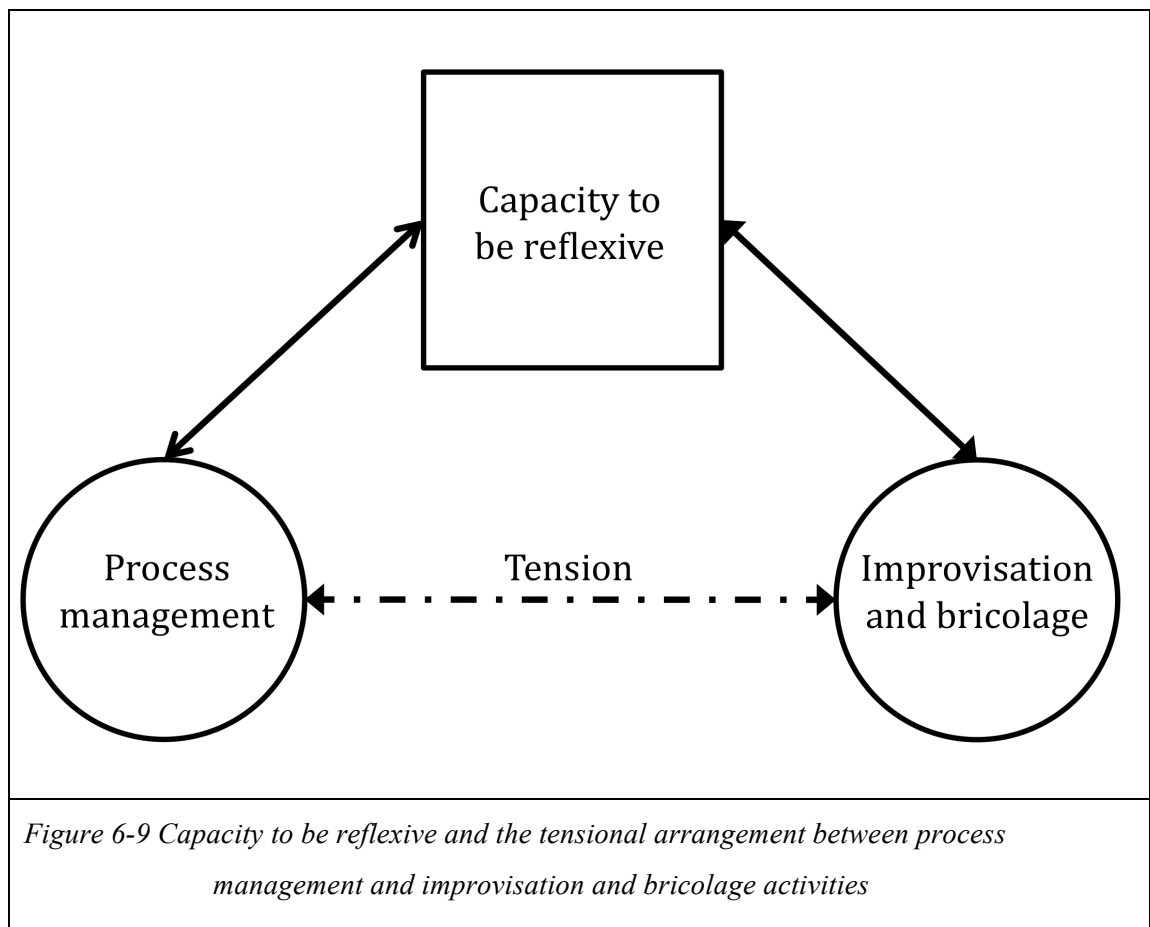 Capacity to
be reflexive
Process
management
Tension
Improvisation
and bricolage
Figure 6-9 Capacity to be reflexive and the tensional arrangement between process
management and improvisation and bricolage activities